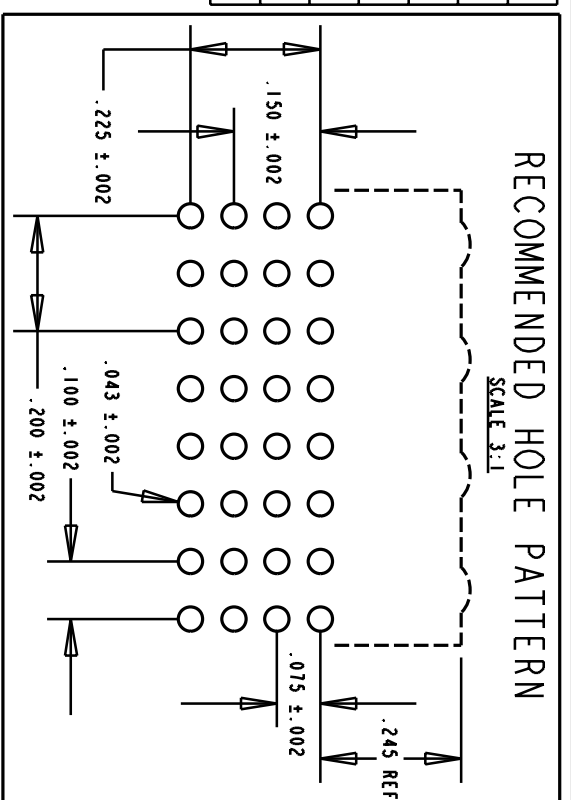 RECOMMENDED HOLE PATTERN
SCALE 3:1
.245 REF
.075 ±.002
.150 ±.002
.225 ±.002
.043 ±.002
.100 ±.002
.200 ±.002